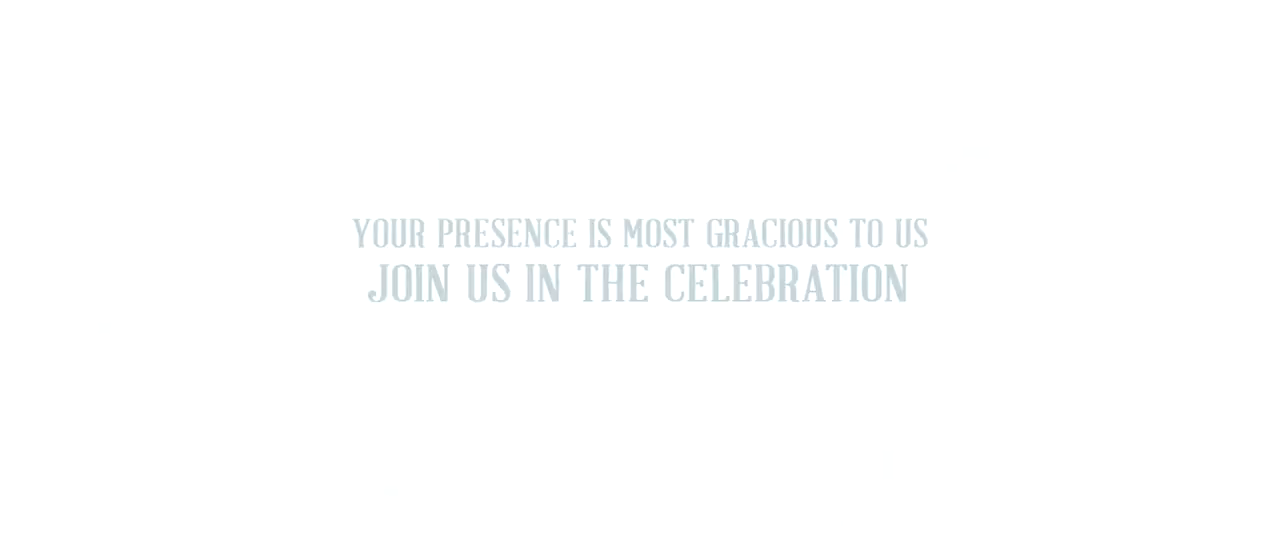 YOUR PRESENCE IS MOST GRACIOUS TO US
JOIN US IN THE CELEBRATION